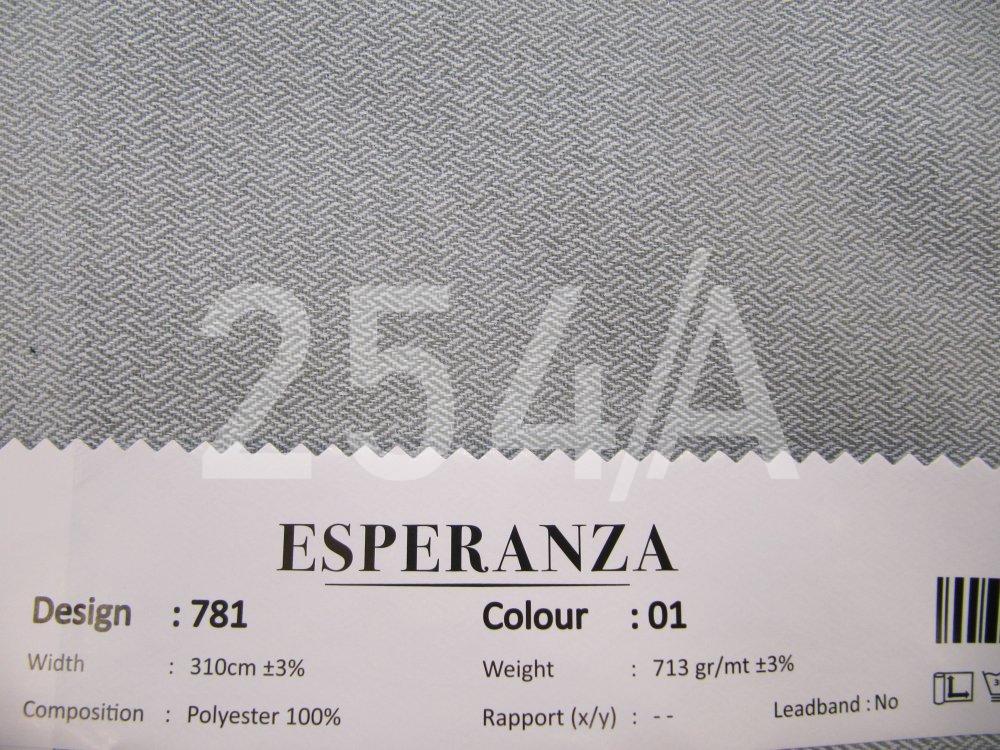 254/A
ESPERANZA
Design : 781 Colour : 01
Width : 310cm ±3% Weight : 713 gr/mt ±3%
Composition : Polyester 100% Rapport (x/y) : -- Leadband : No